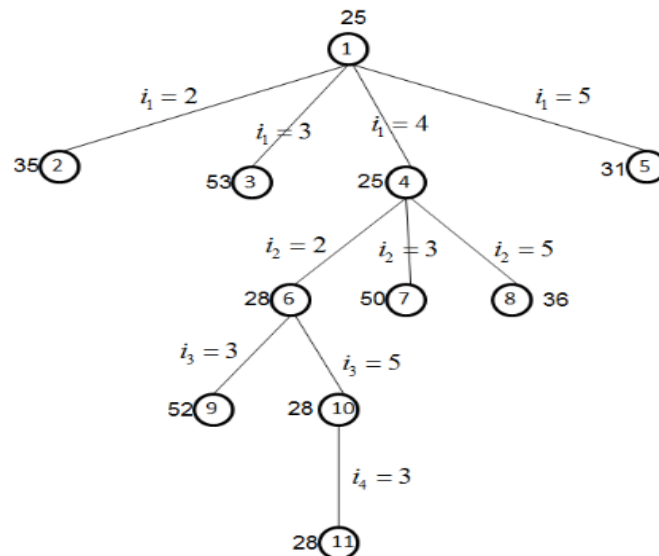 25
1
i₁ = 2
i₁ = 3
i₁ = 4
i₁ = 5
35 2
53 3
25 4
31 5
i₂ = 2
i₂ = 3
i₂ = 5
28 6
50 7
8 36
i₃ = 3
i₃ = 5
52 9
28 10
i₄ = 3
28 11